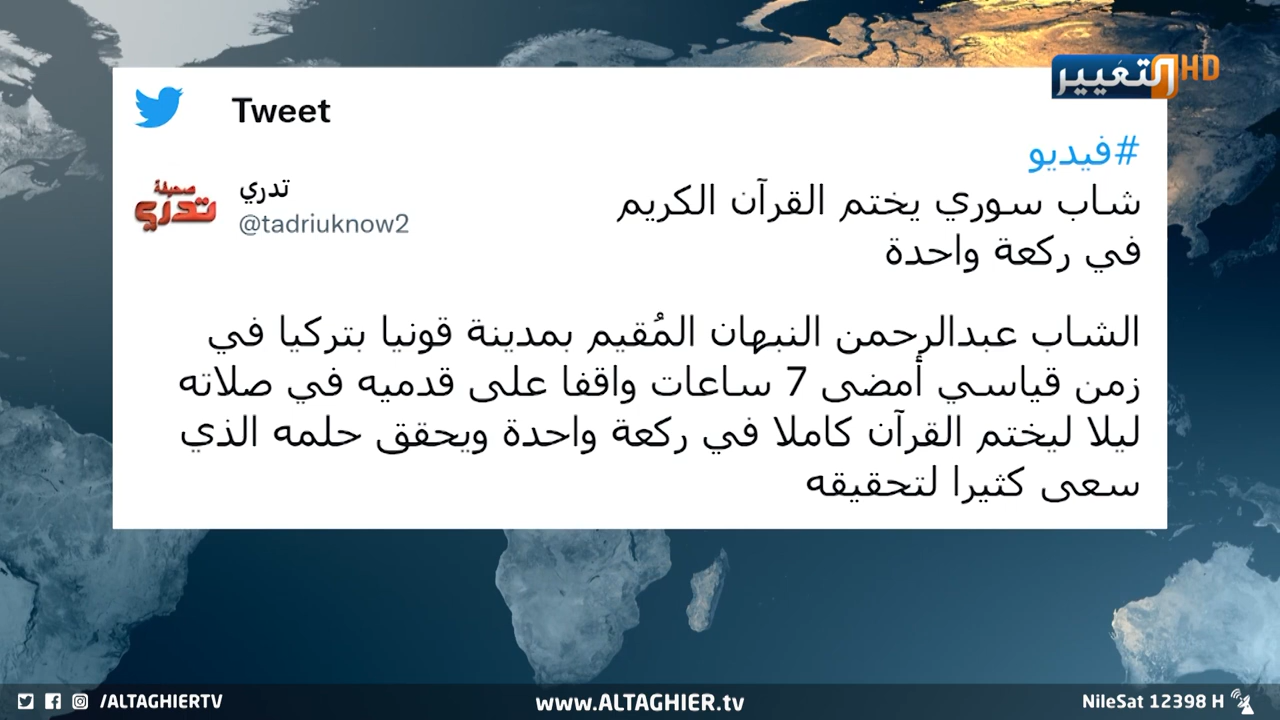 التغيير HD
Tweet
صحيفة
تدري
تدري
@tadriuknow2
#فيديو
شاب سوري يختم القرآن الكريم
في ركعة واحدة
الشاب عبدالرحمن النبهان المُقيم بمدينة قونيا بتركيا في
زمن قياسي أمضى 7 ساعات واقفا على قدميه في صلاته
ليلا ليختم القرآن كاملا في ركعة واحدة ويحقق حلمه الذي
سعى كثيرا لتحقيقه
/ALTAGHIERTV
www.ALTAGHIER.tv
NileSat 12398 H